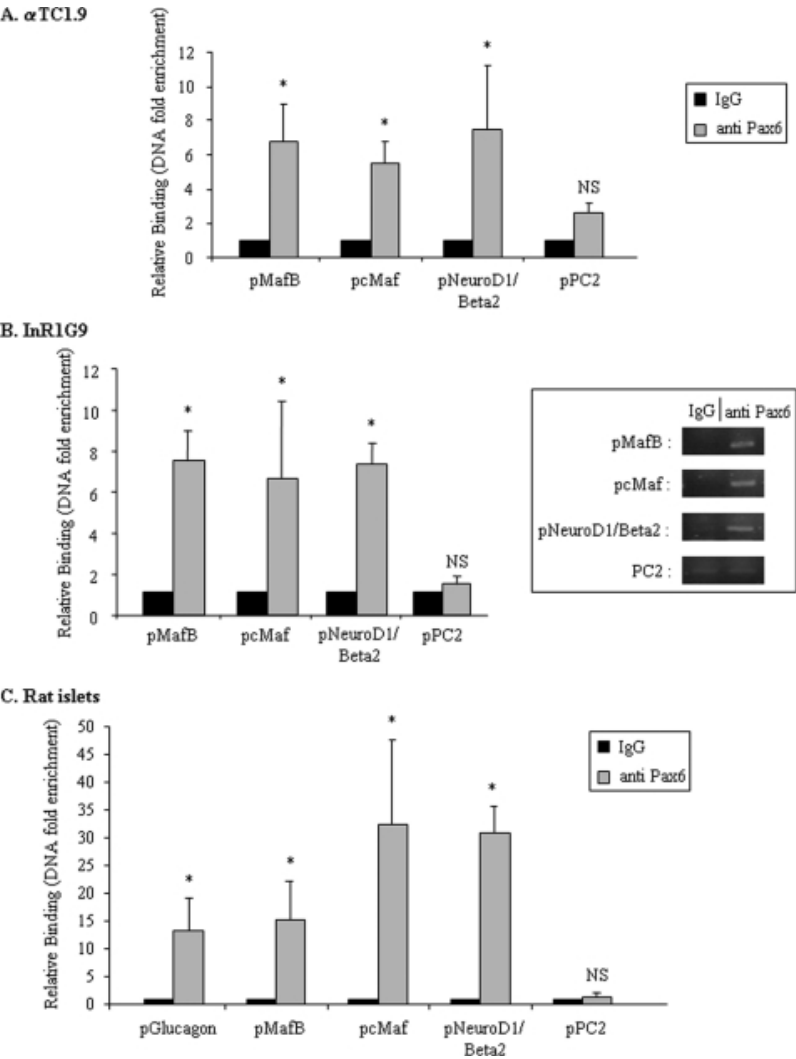 A. αTC1.9
Relative Binding (DNA fold enrichment)
12
10
8
6
4
2
0
*
*
*
NS
pMafB
pcMaf
pNeuroD1/
Beta2
pPC2
IgG
anti Pax6
B. InR1G9
Relative Binding (DNA fold enrichment)
12
10
8
6
4
2
0
*
*
*
NS
pMafB
pcMaf
pNeuroD1/
Beta2
pPC2
IgG | anti Pax6
pMafB :
pcMaf :
pNeuroD1/Beta2 :
PC2 :
C. Rat islets
Relative Binding (DNA fold enrichment)
50
45
40
35
30
25
20
15
10
5
0
*
*
*
*
NS
pGlucagon
pMafB
pcMaf
pNeuroD1/
Beta2
pPC2
IgG
anti Pax6